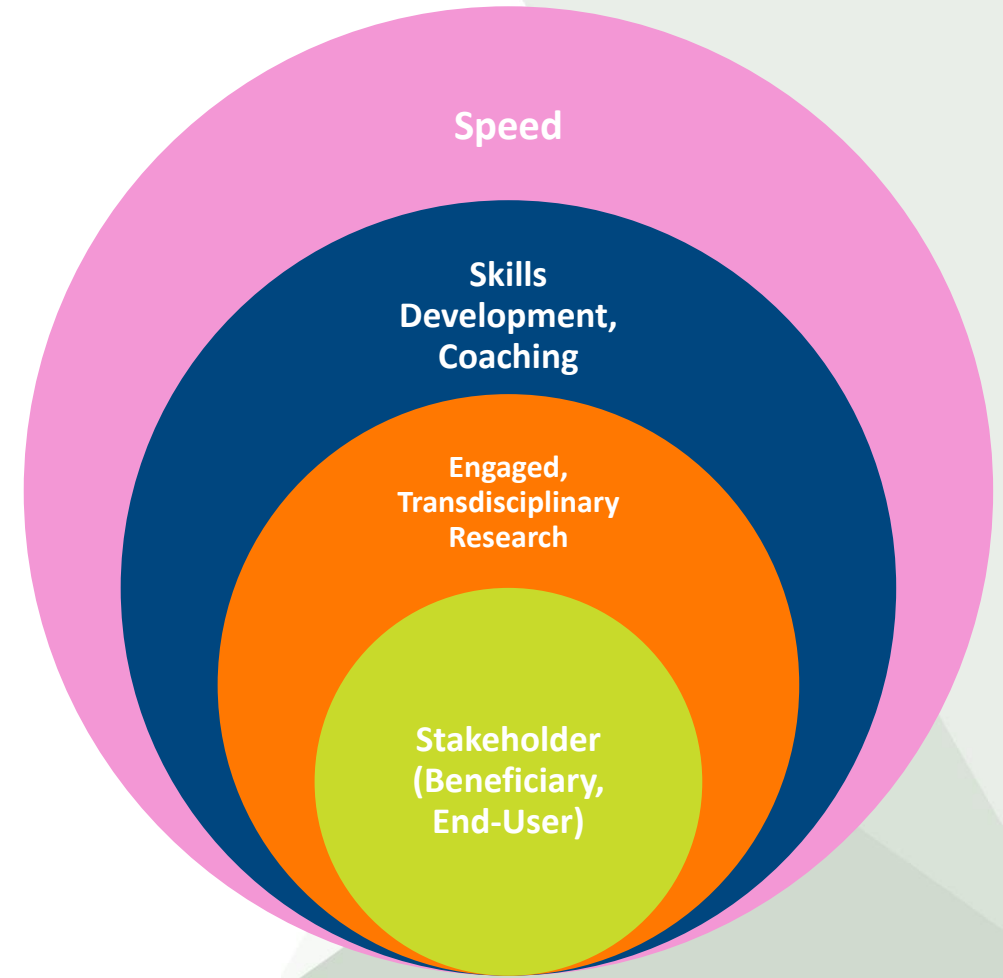 Speed
Skills
Development,
Coaching
Engaged,
Transdisciplinary
Research
Stakeholder
(Beneficiary,
End-User)